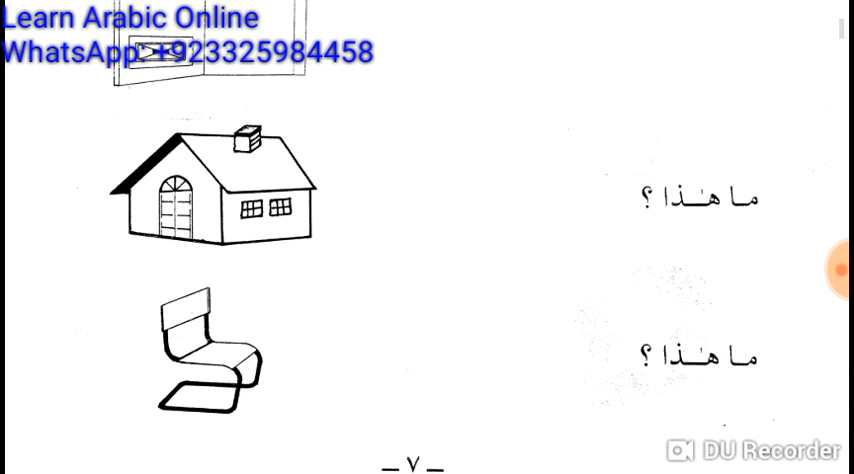 Learn Arabic Online
WhatsApp: +923325984458
ما هٰذا ؟
ما هٰذا ؟
– ٧ –
DU Recorder